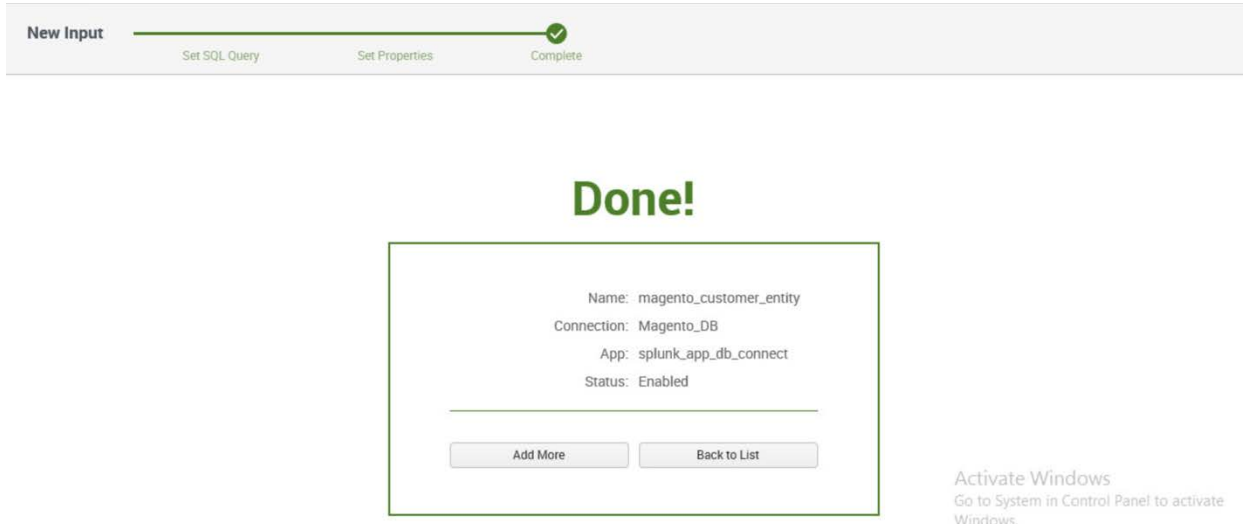 New Input
Set SQL Query
Set Properties
Complete
Done!
Name: magento_customer_entity
Connection: Magento_DB
App: splunk_app_db_connect
Status: Enabled
Add More
Back to List
Activate Windows
Go to System in Control Panel to activate
Windows.